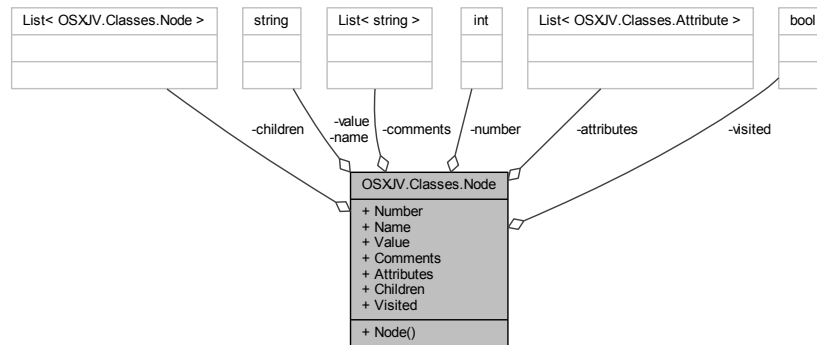 List< OSXJV.Classes.Node >
string
List< string >
int
List< OSXJV.Classes.Attribute >
bool
-children
-value
-name
-comments
-number
-attributes
-visited
OSXJV.Classes.Node
+ Number
+ Name
+ Value
+ Comments
+ Attributes
+ Children
+ Visited
+ Node()